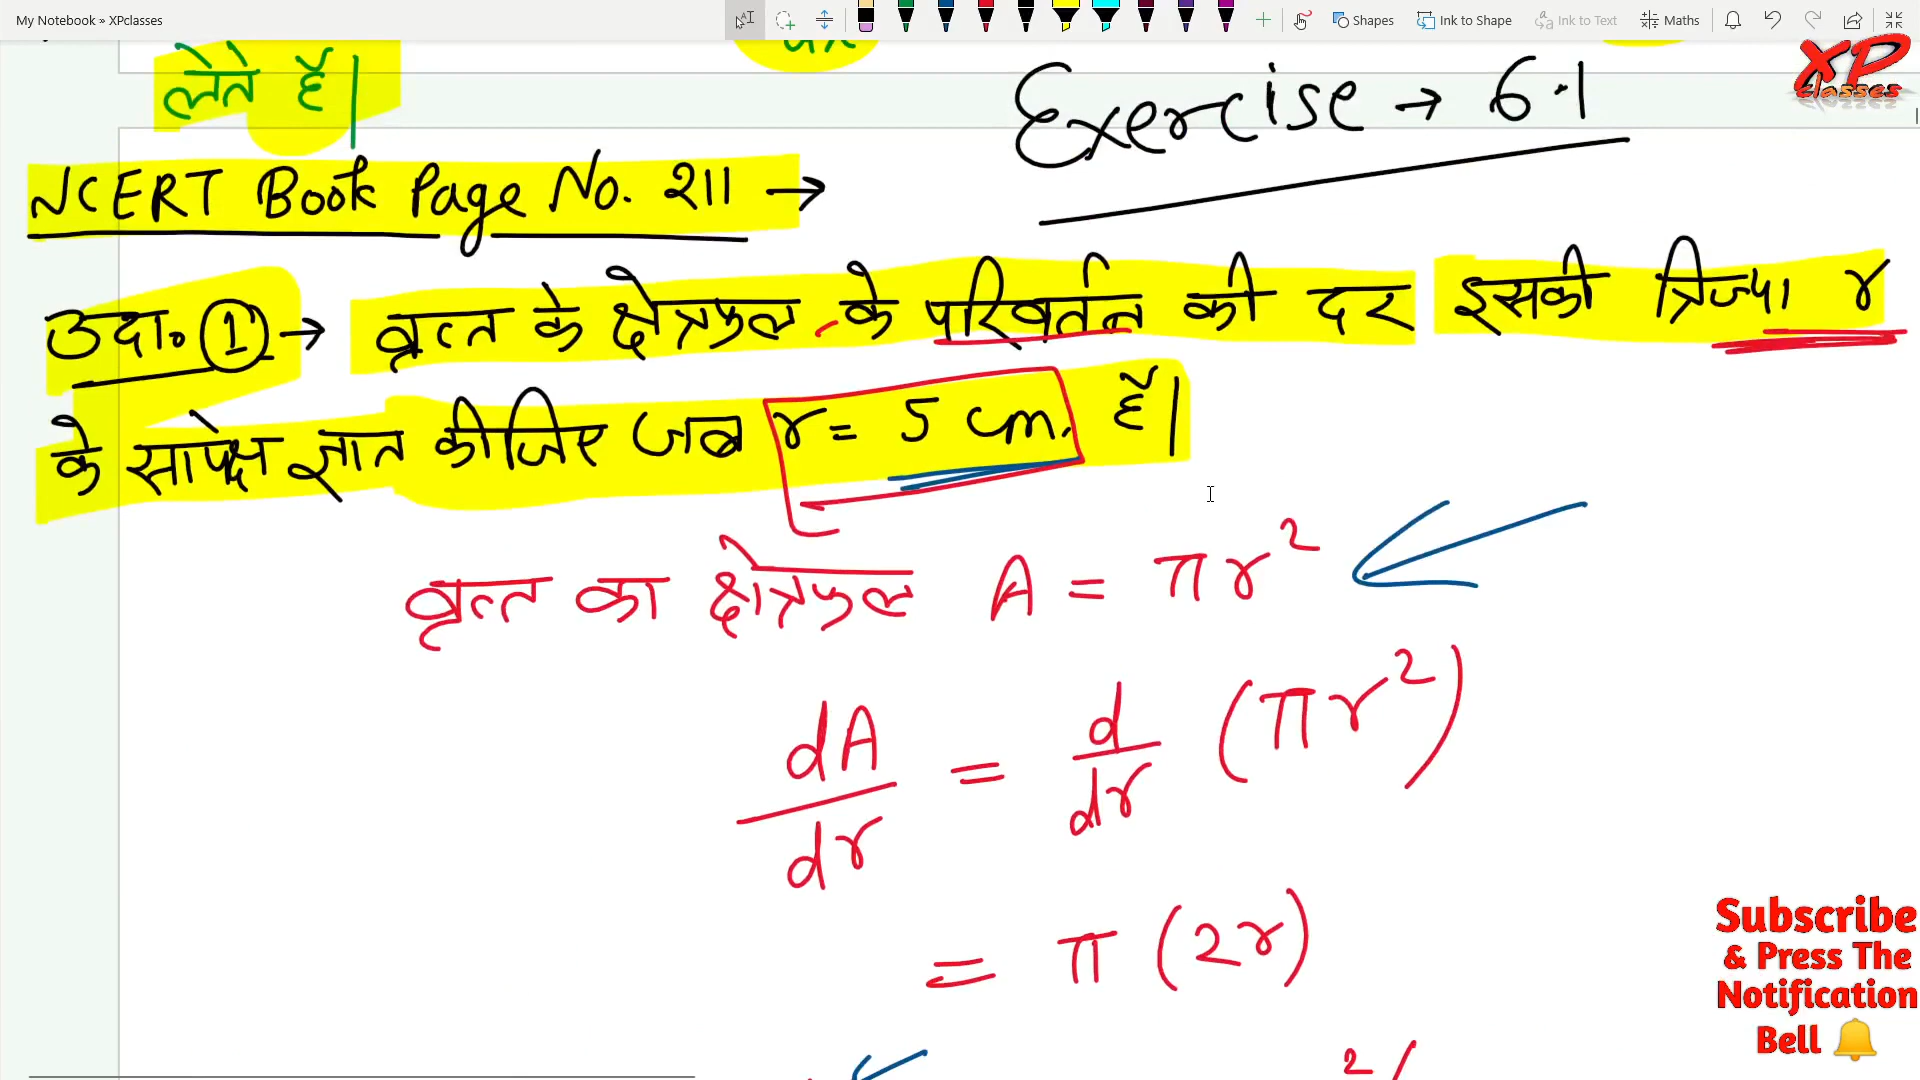 My Notebook » XPclasses
Shapes Ink to Shape Ink to Text Maths
XP
classes
लेते हैं|
Exercise → 6.1
NCERT Book Page No. 211 →
उदा॰ ① → वृत्त के क्षेत्रफल के परिवर्तन की दर इसकी त्रिज्या r
के सापेक्ष ज्ञात कीजिए जब r = 5 cm. है|
वृत्त का क्षेत्रफल A = πr²
dA/dr = d/dr (πr²)
= π (2r)
Subscribe
& Press The
Notification
Bell